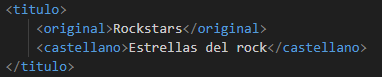 <titulo>
<original>Rockstars</original>
<castellano>Estrellas del rock</castellano>
</titulo>